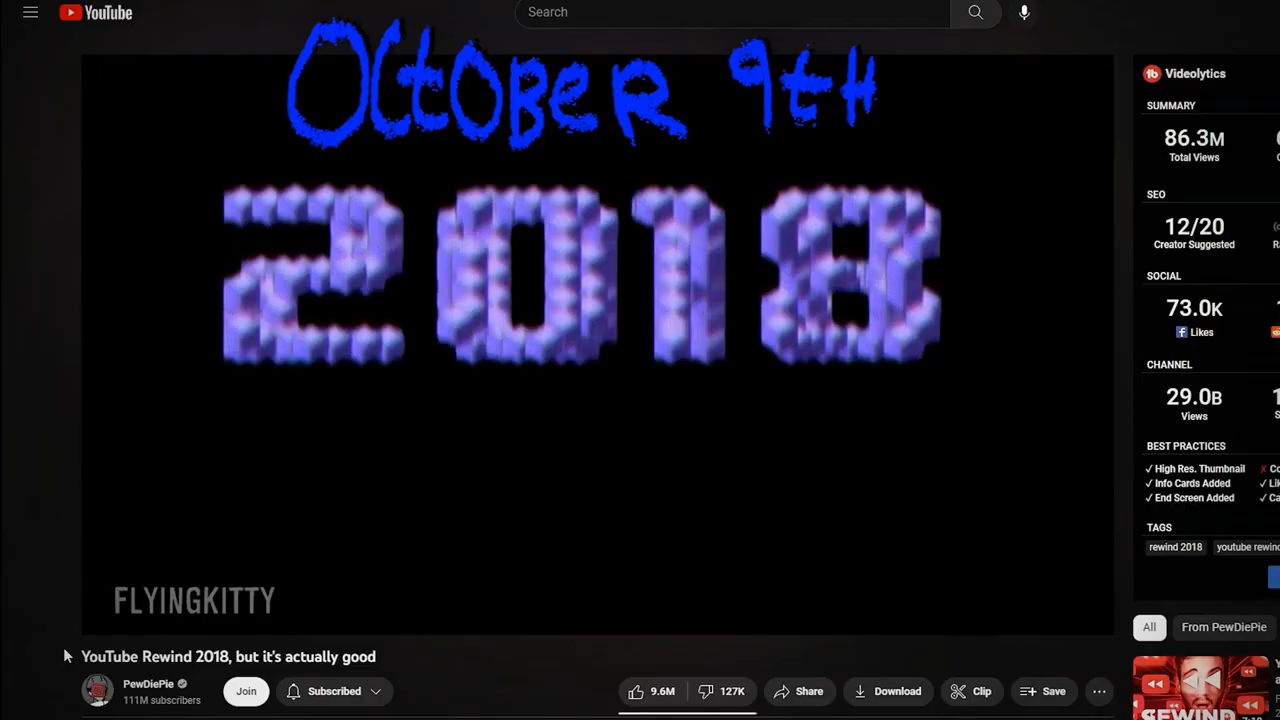 YouTube
Search
OCtOBeR 9tH
2018
FLYINGKITTY
YouTube Rewind 2018, but it's actually good
PewDiePie
111M subscribers
Join
Subscribed
9.6M
127K
Share
Download
Clip
Save
Videolytics
SUMMARY
86.3M
Total Views
SEO
12/20
Creator Suggested
SOCIAL
73.0K
Likes
CHANNEL
29.0B
Views
BEST PRACTICES
✓ High Res. Thumbnail
✓ Info Cards Added
✓ End Screen Added
TAGS
rewind 2018
youtube rewind
All
From PewDiePie
REWIND